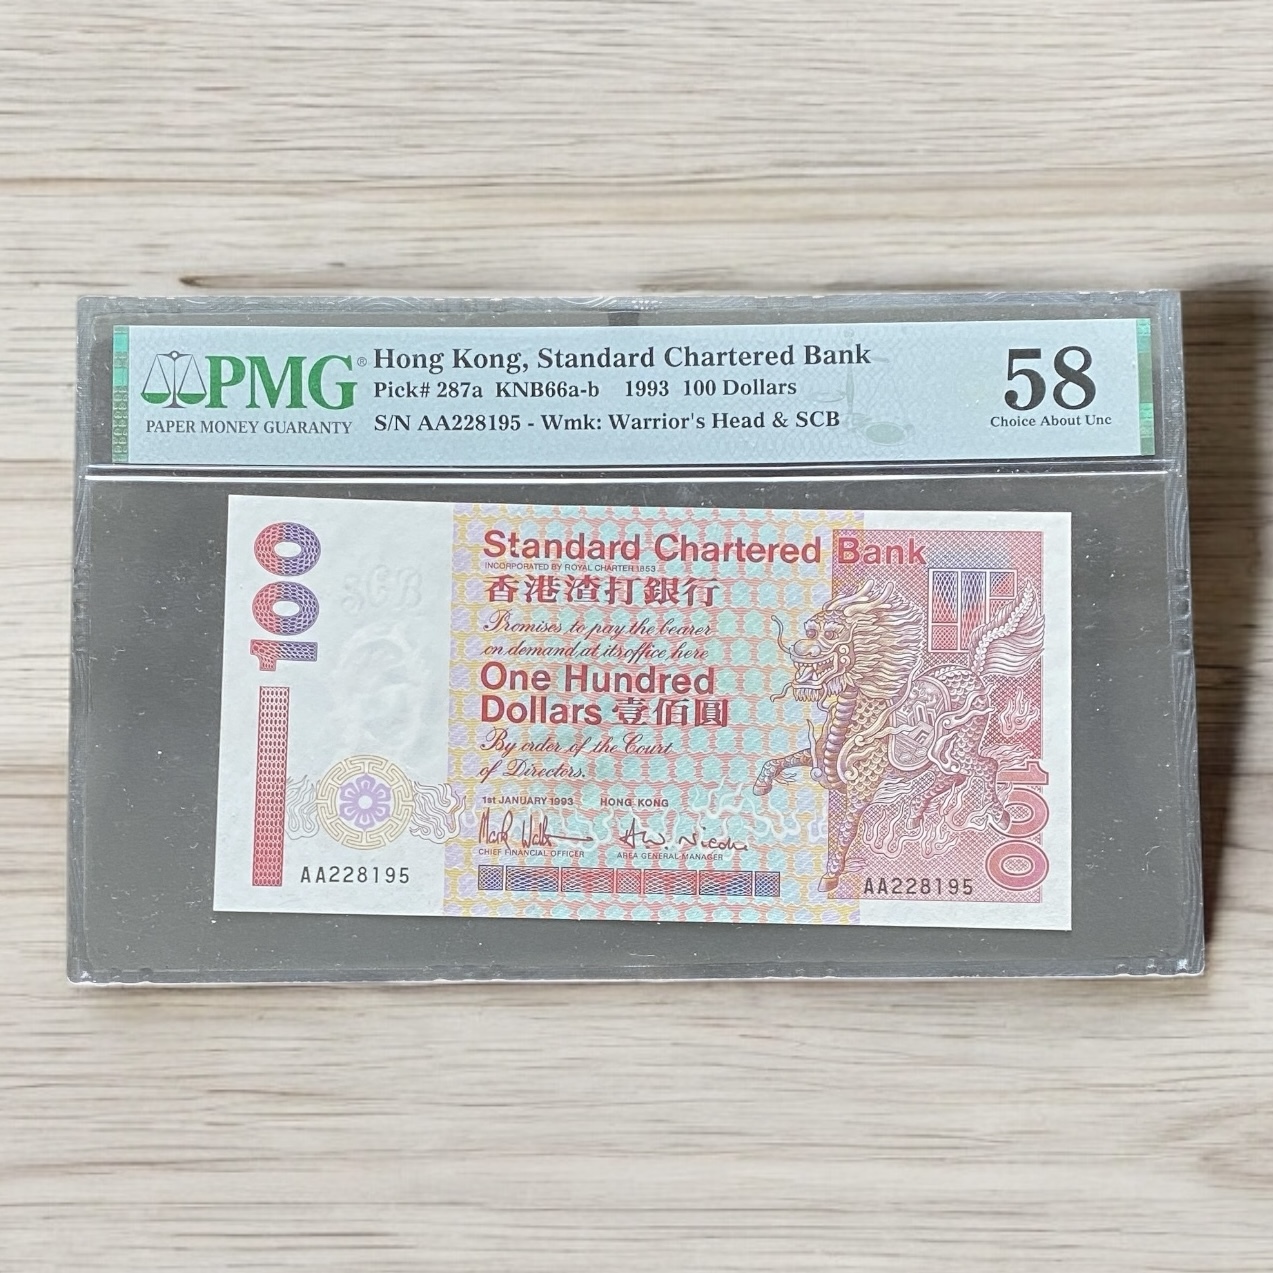 PMG®
PAPER MONEY GUARANTY
Hong Kong, Standard Chartered Bank
Pick# 287a KNB66a-b 1993 100 Dollars
S/N AA228195 - Wmk: Warrior's Head & SCB
58
Choice About Unc
100
SCB
Standard Chartered Bank
INCORPORATED BY ROYAL CHARTER 1853
香港渣打銀行
Promises to pay the bearer
on demand at its office here
One Hundred
Dollars 壹佰圓
By order of the Court
of Directors.
1st JANUARY 1993 HONG KONG
CHIEF FINANCIAL OFFICER AREA GENERAL MANAGER
AA228195
AA228195
100